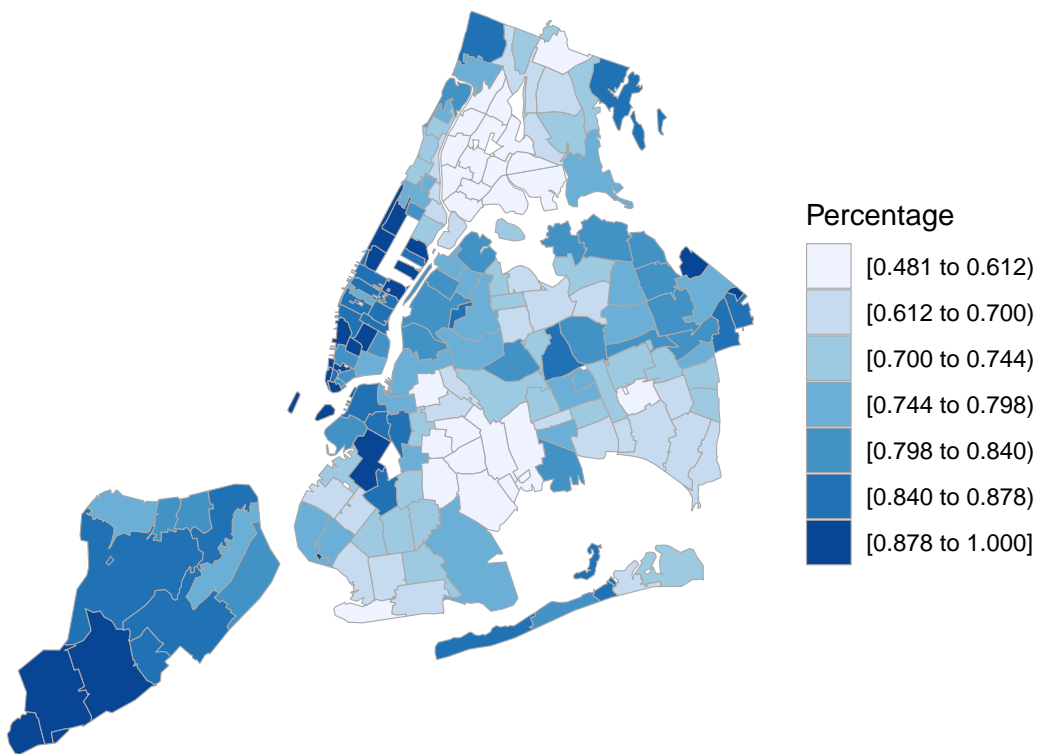 Percentage
[0.481 to 0.612)
[0.612 to 0.700)
[0.700 to 0.744)
[0.744 to 0.798)
[0.798 to 0.840)
[0.840 to 0.878)
[0.878 to 1.000]